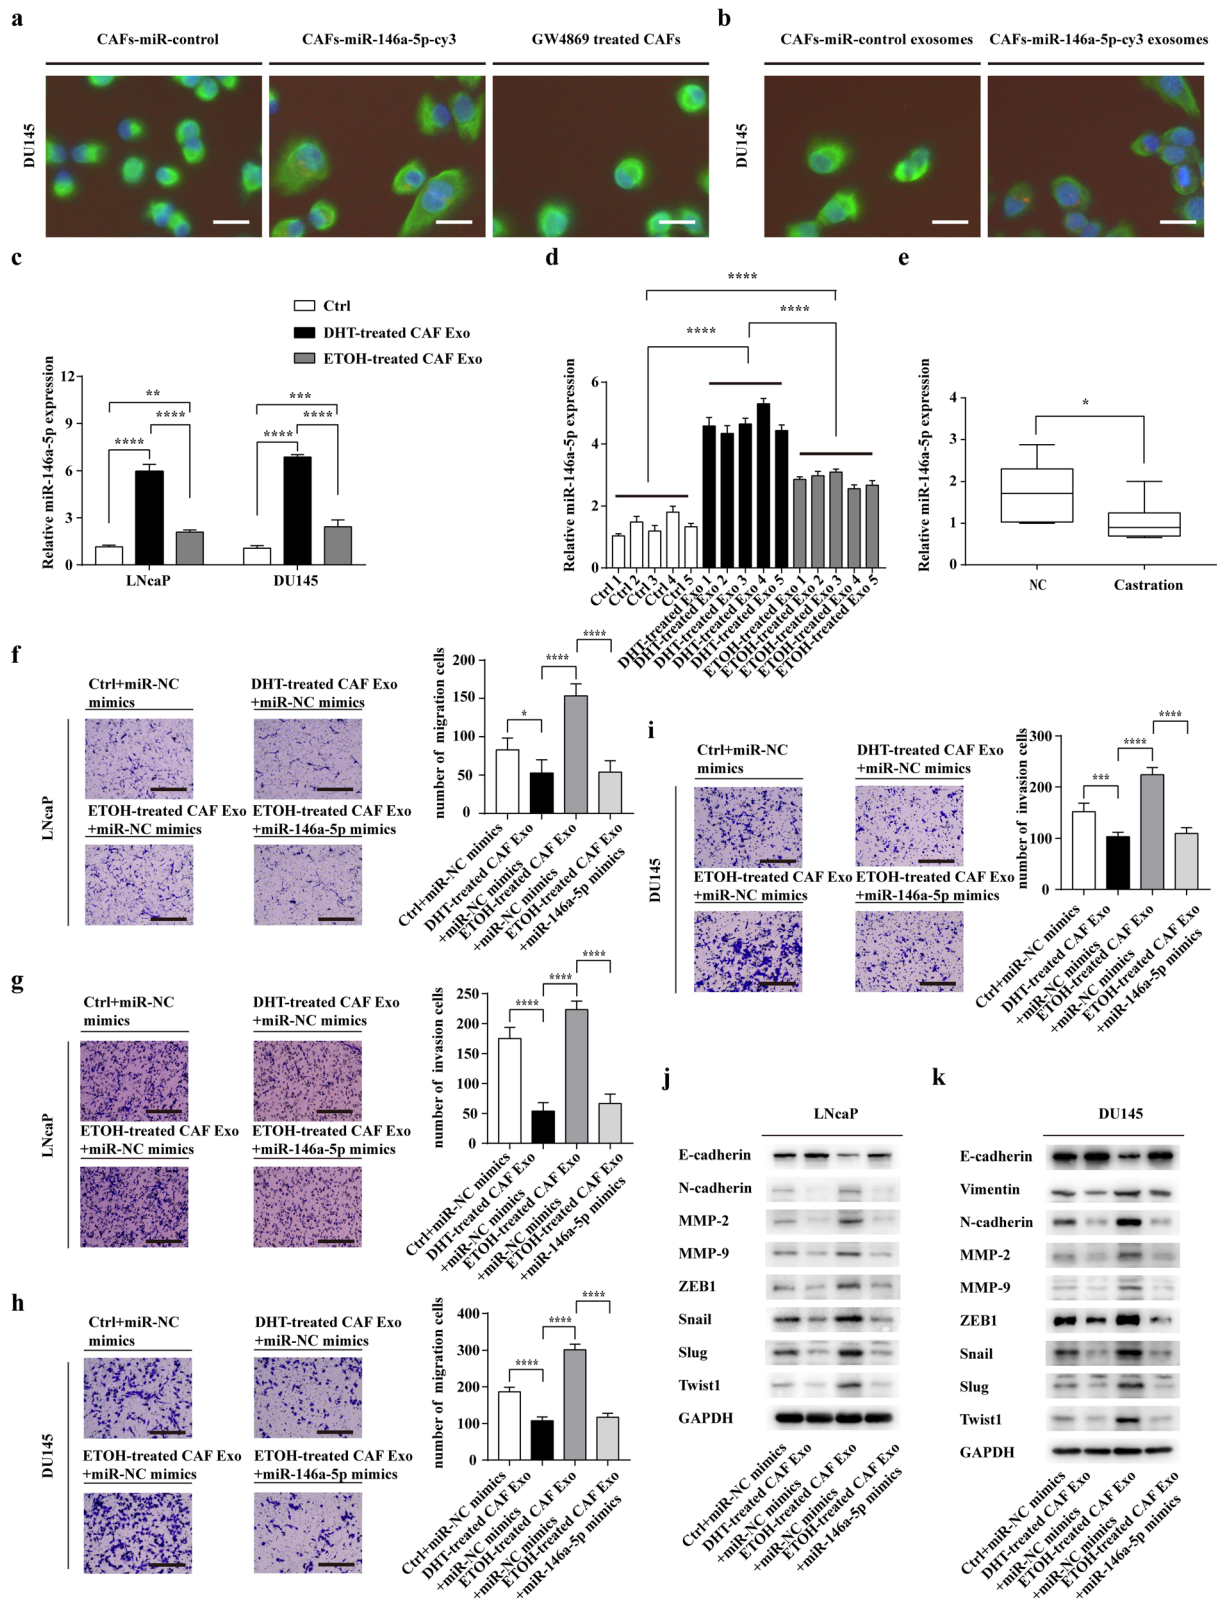 a
CAFs-miR-control
CAFs-miR-146a-5p-cy3
GW4869 treated CAFs
DU145
b
CAFs-miR-control exosomes
CAFs-miR-146a-5p-cy3 exosomes
DU145
c
Ctrl
DHT-treated CAF Exo
ETOH-treated CAF Exo
Relative miR-146a-5p expression
12
9
6
3
0
**
****
****
***
****
****
LNcaP
DU145
d
Relative miR-146a-5p expression
6
4
2
0
****
****
****
Ctrl 1
Ctrl 2
Ctrl 3
Ctrl 4
Ctrl 5
DHT-treated Exo 1
DHT-treated Exo 2
DHT-treated Exo 3
DHT-treated Exo 4
DHT-treated Exo 5
ETOH-treated Exo 1
ETOH-treated Exo 2
ETOH-treated Exo 3
ETOH-treated Exo 4
ETOH-treated Exo 5
e
Relative miR-146a-5p expression
4
3
2
1
0
*
NC
Castration
f
LNcaP
Ctrl+miR-NC
mimics
DHT-treated CAF Exo
+miR-NC mimics
ETOH-treated CAF Exo
+miR-NC mimics
ETOH-treated CAF Exo
+miR-146a-5p mimics
number of migration cells
200
150
100
50
0
*
****
****
Ctrl+miR-NC mimics
DHT-treated CAF Exo
+miR-NC mimics
ETOH-treated CAF Exo
+miR-NC mimics
ETOH-treated CAF Exo
+miR-146a-5p mimics
g
LNcaP
Ctrl+miR-NC
mimics
DHT-treated CAF Exo
+miR-NC mimics
ETOH-treated CAF Exo
+miR-NC mimics
ETOH-treated CAF Exo
+miR-146a-5p mimics
number of invasion cells
250
200
150
100
50
0
****
****
****
Ctrl+miR-NC mimics
DHT-treated CAF Exo
+miR-NC mimics
ETOH-treated CAF Exo
+miR-NC mimics
ETOH-treated CAF Exo
+miR-146a-5p mimics
h
DU145
Ctrl+miR-NC
mimics
DHT-treated CAF Exo
+miR-NC mimics
ETOH-treated CAF Exo
+miR-NC mimics
ETOH-treated CAF Exo
+miR-146a-5p mimics
number of migration cells
400
300
200
100
0
****
****
****
Ctrl+miR-NC mimics
DHT-treated CAF Exo
+miR-NC mimics
ETOH-treated CAF Exo
+miR-NC mimics
ETOH-treated CAF Exo
+miR-146a-5p mimics
i
DU145
Ctrl+miR-NC
mimics
DHT-treated CAF Exo
+miR-NC mimics
ETOH-treated CAF Exo
+miR-NC mimics
ETOH-treated CAF Exo
+miR-146a-5p mimics
number of invasion cells
300
200
100
0
***
****
****
Ctrl+miR-NC mimics
DHT-treated CAF Exo
+miR-NC mimics
ETOH-treated CAF Exo
+miR-NC mimics
ETOH-treated CAF Exo
+miR-146a-5p mimics
j
LNcaP
E-cadherin
N-cadherin
MMP-2
MMP-9
ZEB1
Snail
Slug
Twist1
GAPDH
Ctrl+miR-NC mimics
DHT-treated CAF Exo
+miR-NC mimics
ETOH-treated CAF Exo
+miR-NC mimics
ETOH-treated CAF Exo
+miR-146a-5p mimics
k
DU145
E-cadherin
Vimentin
N-cadherin
MMP-2
MMP-9
ZEB1
Snail
Slug
Twist1
GAPDH
Ctrl+miR-NC mimics
DHT-treated CAF Exo
+miR-NC mimics
ETOH-treated CAF Exo
+miR-NC mimics
ETOH-treated CAF Exo
+miR-146a-5p mimics